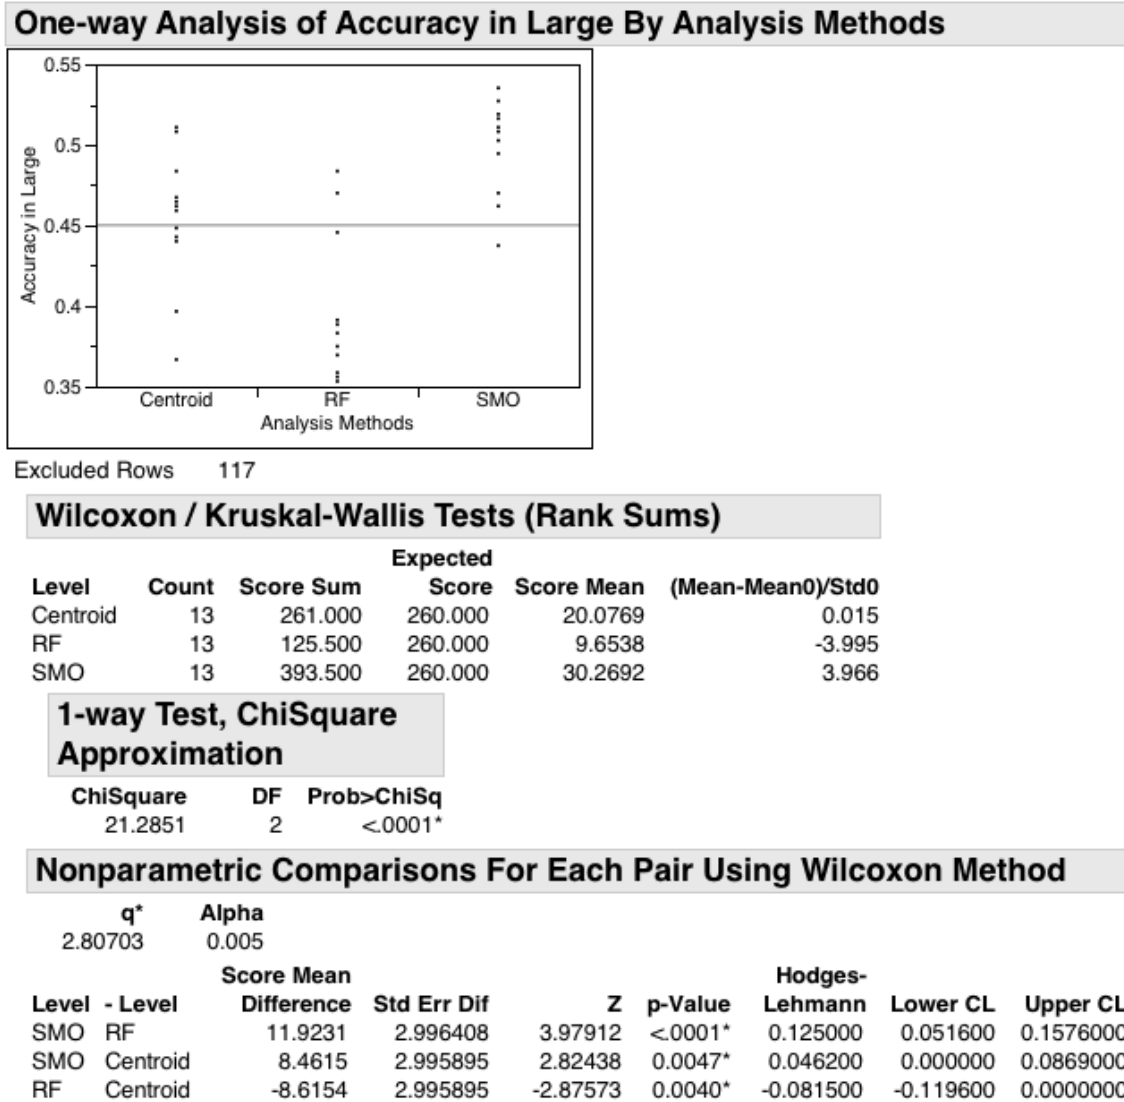 One-way Analysis of Accuracy in Large By Analysis Methods
0.55
0.5
0.45
0.4
0.35
Accuracy in Large
Centroid RF SMO
Analysis Methods
Excluded Rows 117
Wilcoxon / Kruskal-Wallis Tests (Rank Sums)
Expected
Level Count Score Sum Score Score Mean (Mean-Mean0)/Std0
Centroid 13 261.000 260.000 20.0769 0.015
RF 13 125.500 260.000 9.6538 -3.995
SMO 13 393.500 260.000 30.2692 3.966
1-way Test, ChiSquare
Approximation
ChiSquare DF Prob>ChiSq
21.2851 2 <.0001*
Nonparametric Comparisons For Each Pair Using Wilcoxon Method
q* Alpha
2.80703 0.005
Score Mean Hodges-
Level - Level Difference Std Err Dif Z p-Value Lehmann Lower CL Upper CL
SMO RF 11.9231 2.996408 3.97912 <.0001* 0.125000 0.051600 0.1576000
SMO Centroid 8.4615 2.995895 2.82438 0.0047* 0.046200 0.000000 0.0869000
RF Centroid -8.6154 2.995895 -2.87573 0.0040* -0.081500 -0.119600 0.0000000